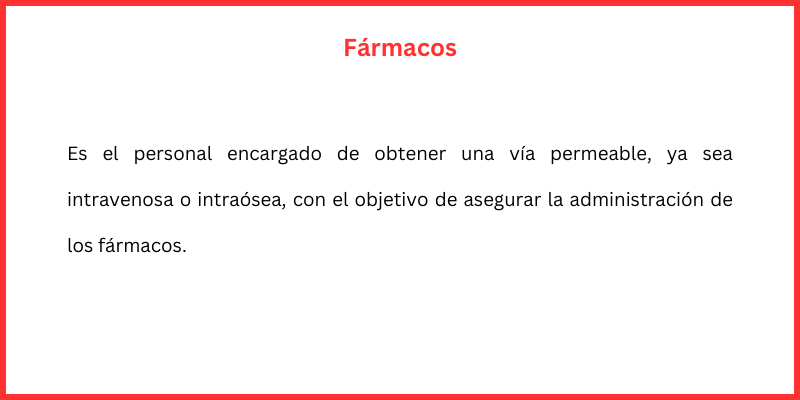 Fármacos
Es el personal encargado de obtener una vía permeable, ya sea
intravenosa o intraósea, con el objetivo de asegurar la administración de
los fármacos.